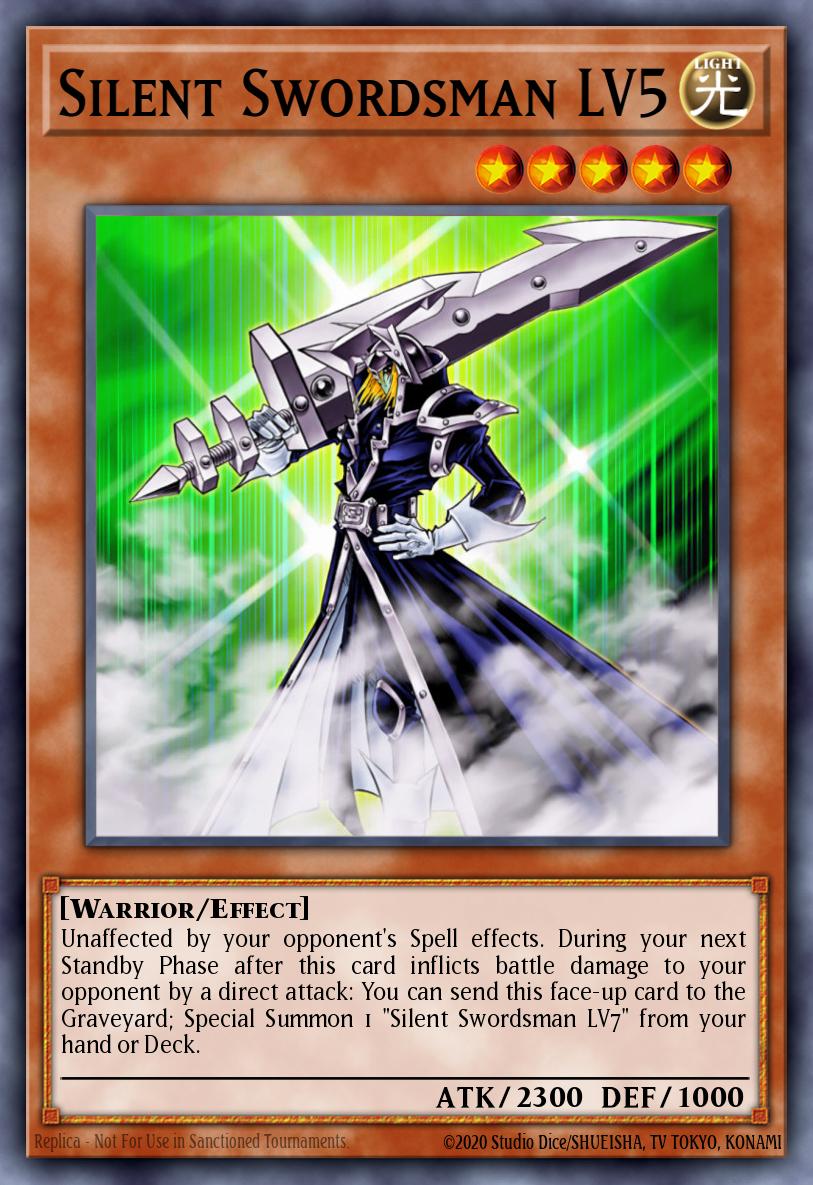 SILENT SWORDSMAN LV5
LIGHT
光
[WARRIOR/EFFECT]
Unaffected by your opponent's Spell effects. During your next
Standby Phase after this card inflicts battle damage to your
opponent by a direct attack: You can send this face-up card to the
Graveyard; Special Summon 1 "Silent Swordsman LV7" from your
hand or Deck.
ATK/2300 DEF/1000
Replica - Not For Use in Sanctioned Tournaments.
©2020 Studio Dice/SHUEISHA, TV TOKYO, KONAMI